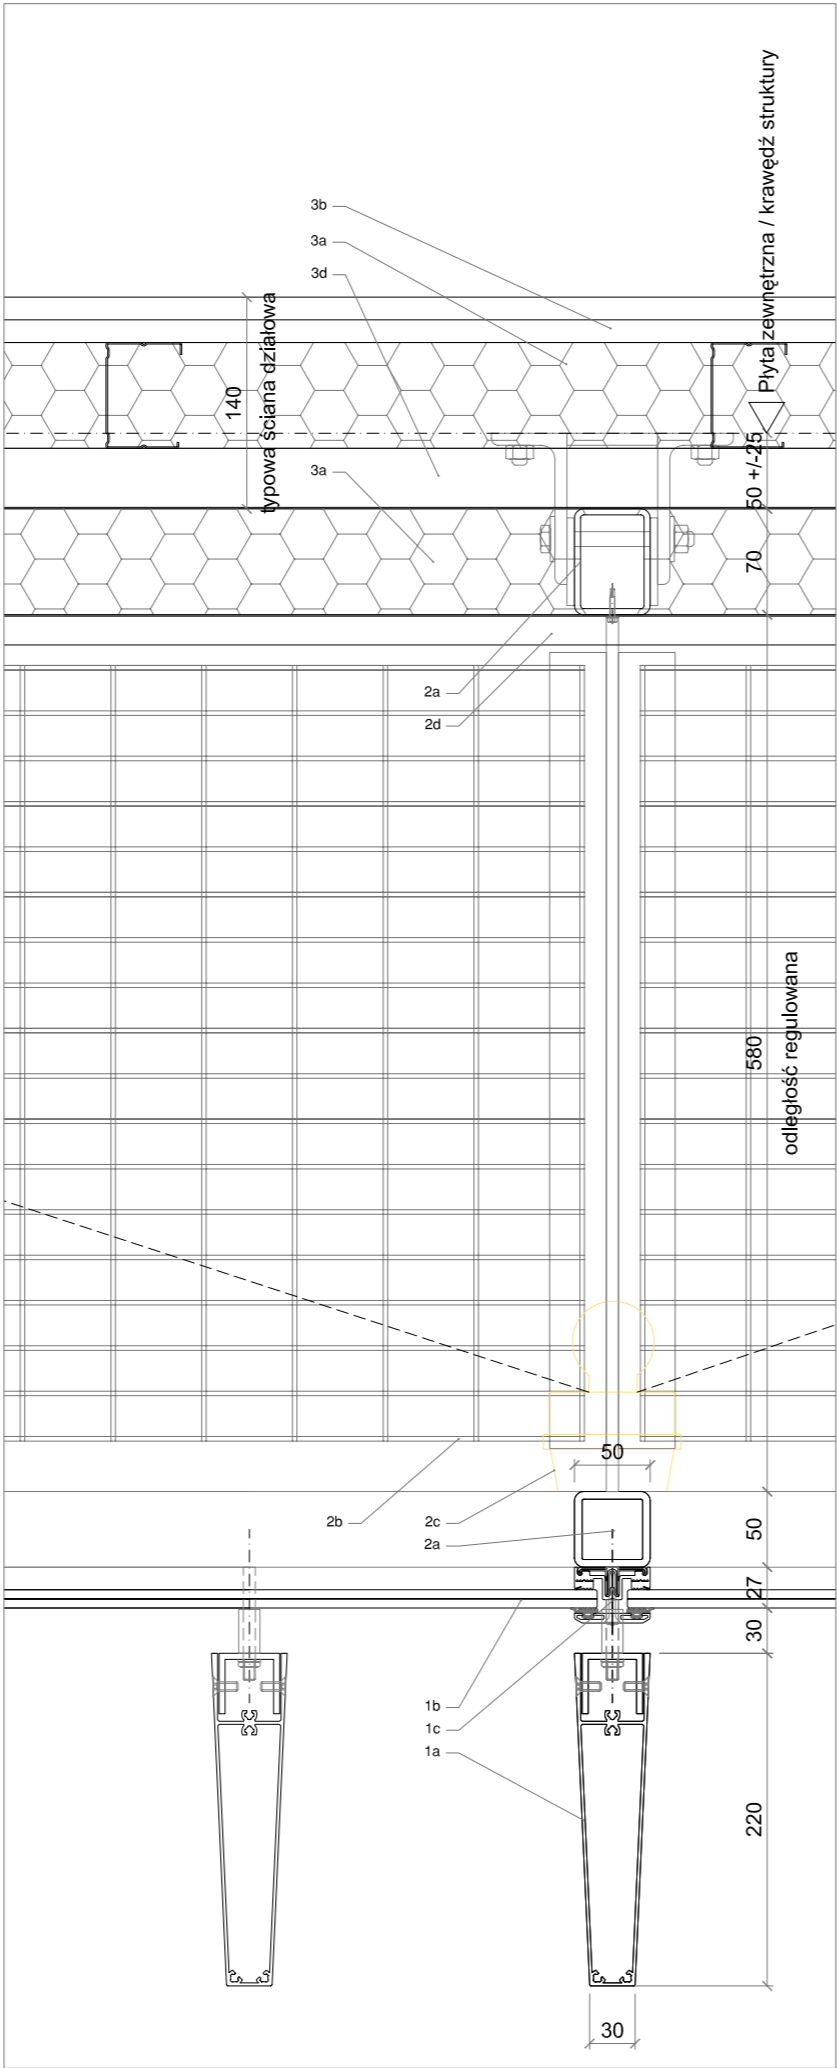 3b
3a
3d
Płyta zewnętrzna / krawędź struktury
140
typowa ściana działowa
3a
50 +/-25
70
2a
2d
580
odległość regulowana
50
2b
2c
2a
50
27
30
1b
1c
1a
220
30